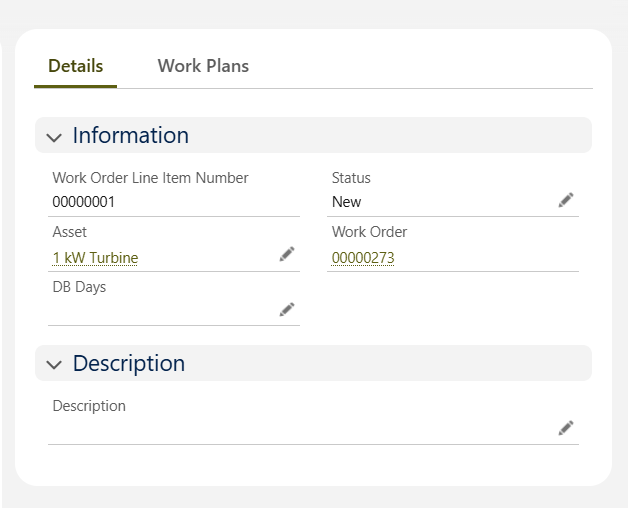 Details Work Plans
Information
Work Order Line Item Number Status
00000001 New
Asset Work Order
1 kW Turbine 00000273
DB Days
Description
Description